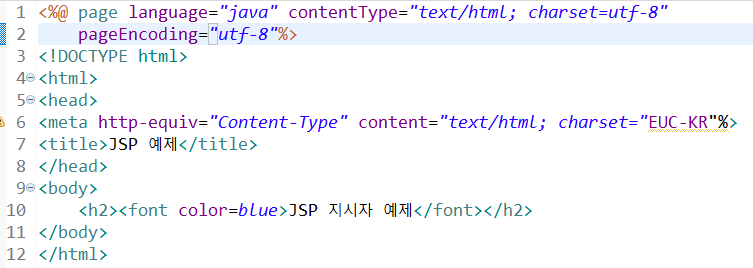 1 <%@ page language="java" contentType="text/html; charset=utf-8"
2     pageEncoding="utf-8"%>
3 <!DOCTYPE html>
4 <html>
5 <head>
6 <meta http-equiv="Content-Type" content="text/html; charset="EUC-KR"%>
7 <title>JSP 예제</title>
8 </head>
9 <body>
10     <h2><font color=blue>JSP 지시자 예제</font></h2>
11 </body>
12 </html>